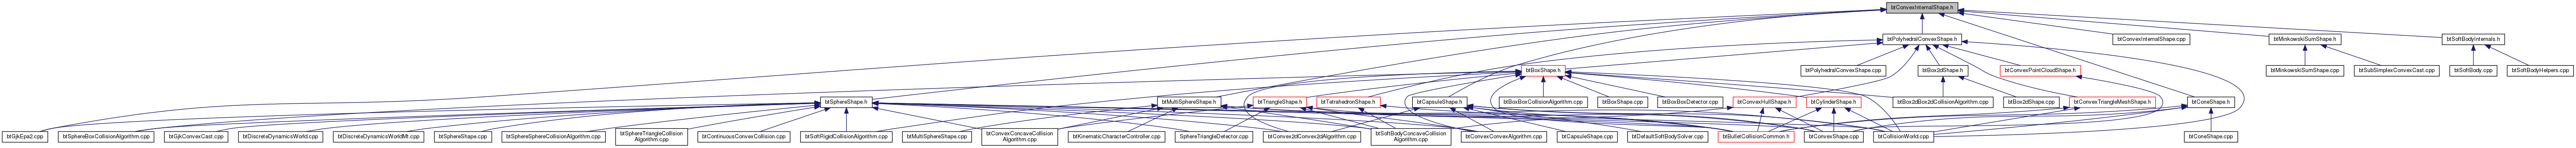 btConvexInternalShape.h
btPolyhedralConvexShape.h
btConvexInternalShape.cpp
btMinkowskiSumShape.h
btSoftBodyInternals.h
btBoxShape.h
btPolyhedralConvexShape.cpp
btBox2dShape.h
btConvexPointCloudShape.h
btMinkowskiSumShape.cpp
btSubSimplexConvexCast.cpp
btSoftBody.cpp
btSoftBodyHelpers.cpp
btSphereShape.h
btMultiSphereShape.h
btTriangleShape.h
btTetrahedronShape.h
btCapsuleShape.h
btBoxBoxCollisionAlgorithm.cpp
btBoxShape.cpp
btBoxBoxDetector.cpp
btConvexHullShape.h
btCylinderShape.h
btBox2dBox2dCollisionAlgorithm.cpp
btBox2dShape.cpp
btConvexTriangleMeshShape.h
btConeShape.h
btGjkEpa2.cpp
btSphereBoxCollisionAlgorithm.cpp
btGjkConvexCast.cpp
btDiscreteDynamicsWorld.cpp
btDiscreteDynamicsWorldMt.cpp
btSphereShape.cpp
btSphereSphereCollisionAlgorithm.cpp
btSphereTriangleCollision
Algorithm.cpp
btContinuousConvexCollision.cpp
btSoftRigidCollisionAlgorithm.cpp
btMultiSphereShape.cpp
btConvexConcaveCollision
Algorithm.cpp
btKinematicCharacterController.cpp
SphereTriangleDetector.cpp
btConvex2dConvex2dAlgorithm.cpp
btSoftBodyConcaveCollision
Algorithm.cpp
btConvexConvexAlgorithm.cpp
btCapsuleShape.cpp
btDefaultSoftBodySolver.cpp
btBulletCollisionCommon.h
btConvexShape.cpp
btCollisionWorld.cpp
btConeShape.cpp